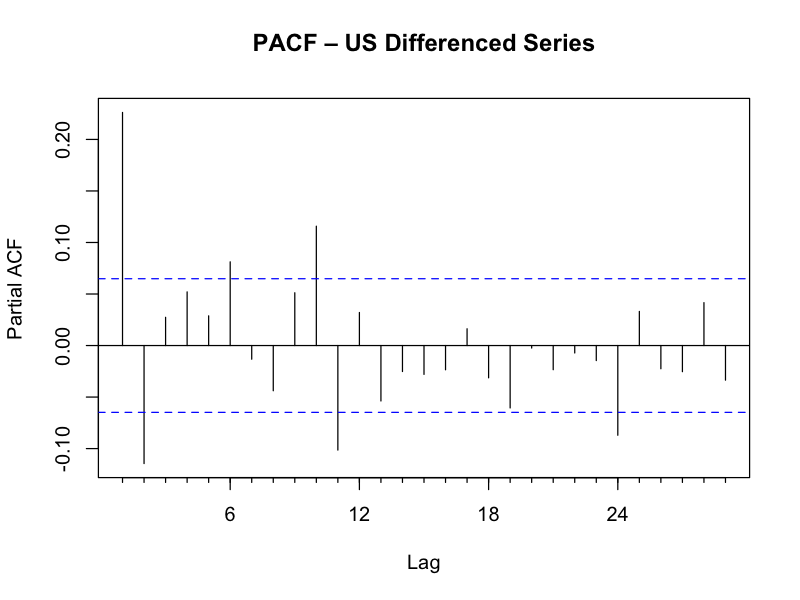 PACF – US Differenced Series
Partial ACF
0.20
0.10
0.00
-0.10
6 12 18 24
Lag